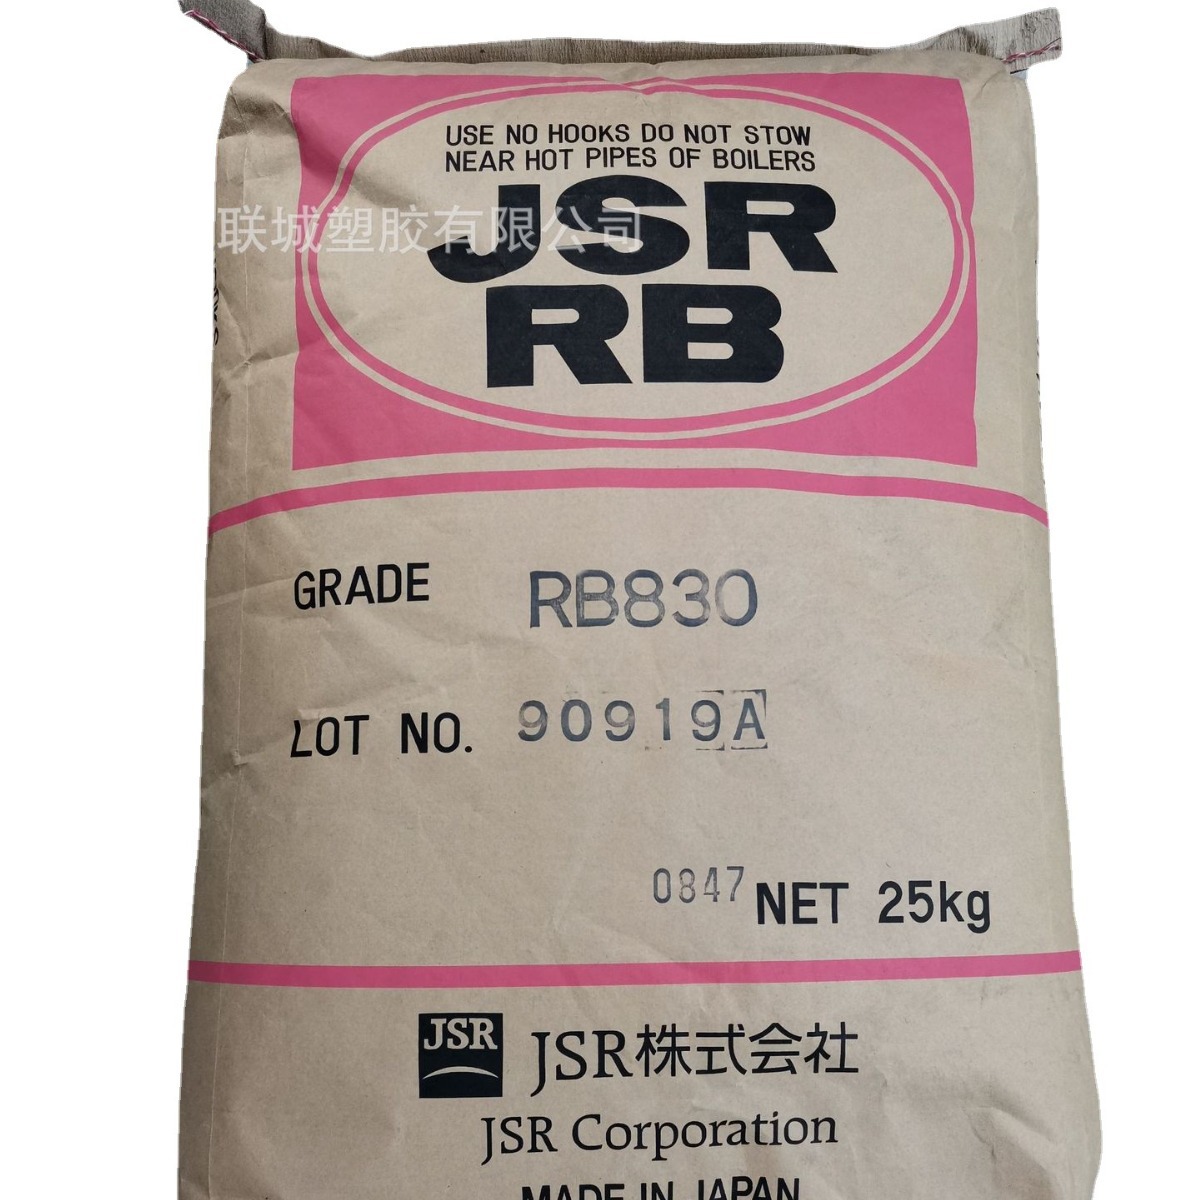 USE NO HOOKS DO NOT STOW
NEAR HOT PIPES OF BOILERS
JSR
联城塑胶有限公司
RB
GRADE RB830
LOT NO. 90919A
0847 NET 25kg
JSR JSR株式会社
JSR Corporation
MADE IN JAPAN